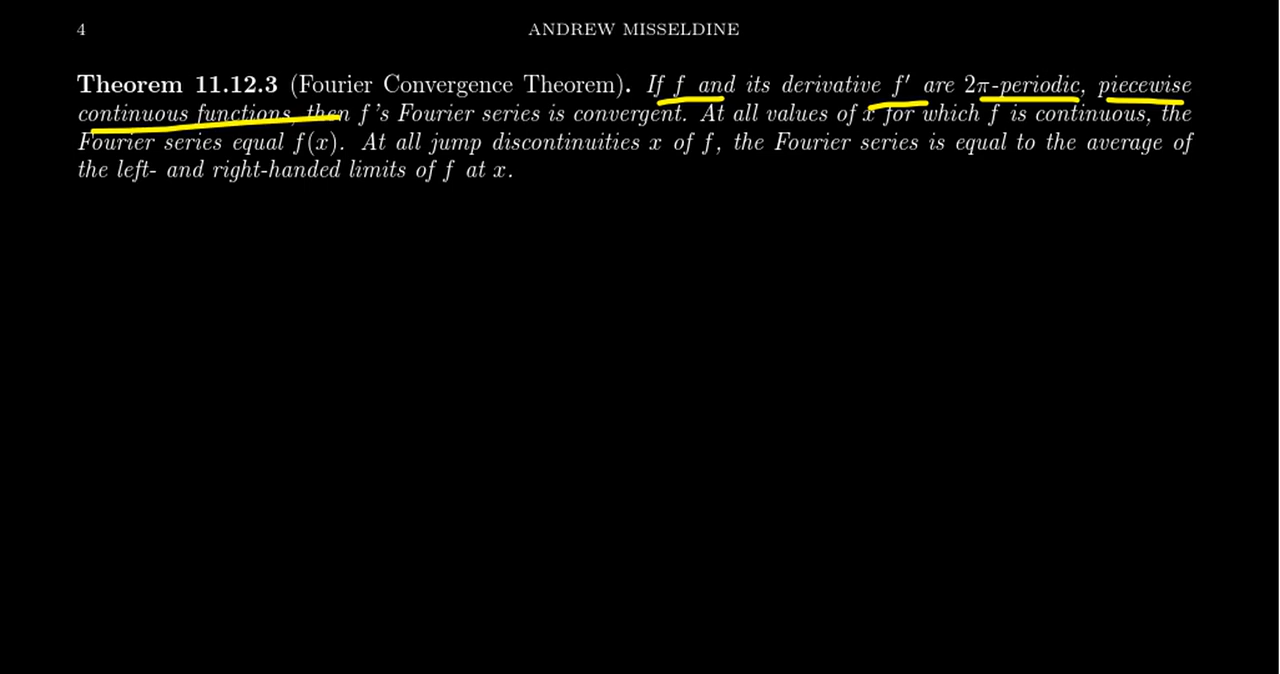 4
ANDREW MISSELDINE
Theorem 11.12.3 (Fourier Convergence Theorem). If f and its derivative f′ are 2π-periodic, piecewise
continuous functions, then f's Fourier series is convergent. At all values of x for which f is continuous, the
Fourier series equal f(x). At all jump discontinuities x of f, the Fourier series is equal to the average of
the left- and right-handed limits of f at x.